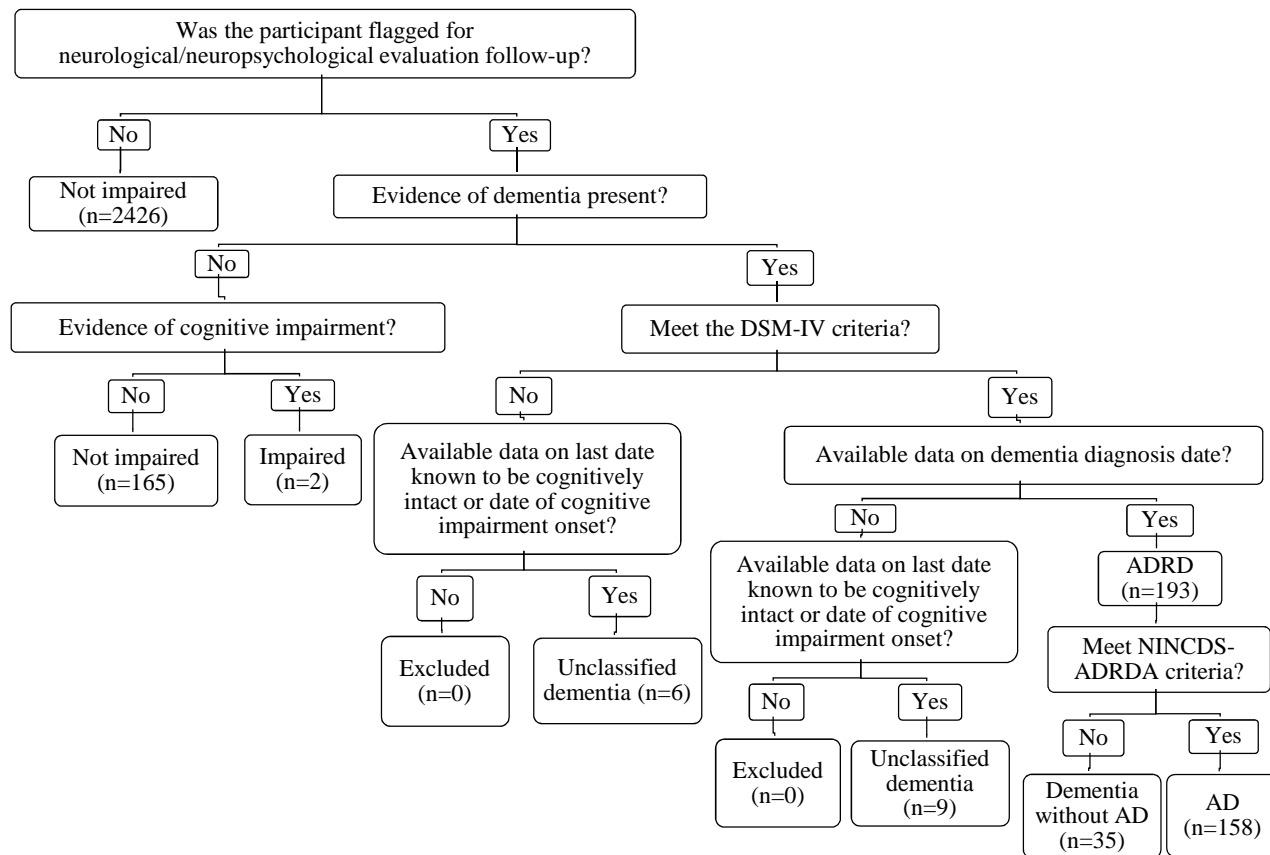 Was the participant flagged for
neurological/neuropsychological evaluation follow-up?
No
Yes
Not impaired
(n=2426)
Evidence of dementia present?
No
Yes
Evidence of cognitive impairment?
Meet the DSM-IV criteria?
No
Yes
No
Yes
Not impaired
(n=165)
Impaired
(n=2)
Available data on last date
known to be cognitively
intact or date of cognitive
impairment onset?
Available data on dementia diagnosis date?
No
Yes
No
Yes
Excluded
(n=0)
Unclassified
dementia (n=6)
Available data on last date
known to be cognitively
intact or date of cognitive
impairment onset?
ADRD
(n=193)
Meet NINCDS-
ADRDA criteria?
No
Yes
No
Yes
Excluded
(n=0)
Unclassified
dementia
(n=9)
Dementia
without AD
(n=35)
AD
(n=158)